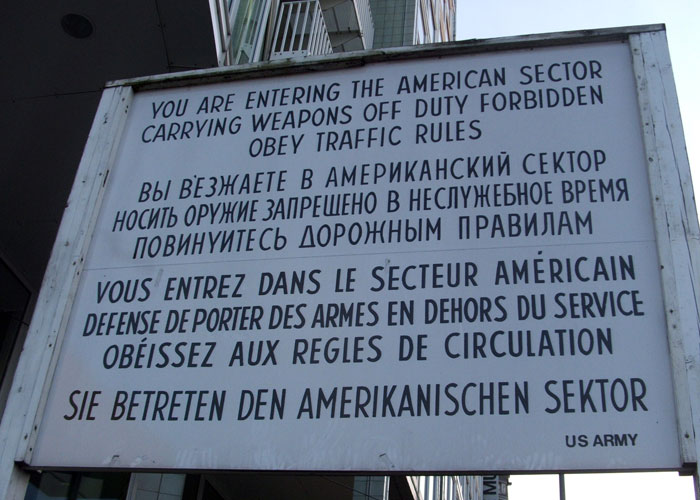 YOU ARE ENTERING THE AMERICAN SECTOR
CARRYING WEAPONS OFF DUTY FORBIDDEN
OBEY TRAFFIC RULES
ВЫ ВЪЕЗЖАЕТЕ В АМЕРИКАНСКИЙ СЕКТОР
НОСИТЬ ОРУЖИЕ ЗАПРЕЩЕНО В НЕСЛУЖЕБНОЕ ВРЕМЯ
ПОВИНУИТЕСЬ ДОРОЖНЫМ ПРАВИЛАМ
VOUS ENTREZ DANS LE SECTEUR AMÉRICAIN
DEFENSE DE PORTER DES ARMES EN DEHORS DU SERVICE
OBÉISSEZ AUX REGLES DE CIRCULATION
SIE BETRETEN DEN AMERIKANISCHEN SEKTOR
US ARMY